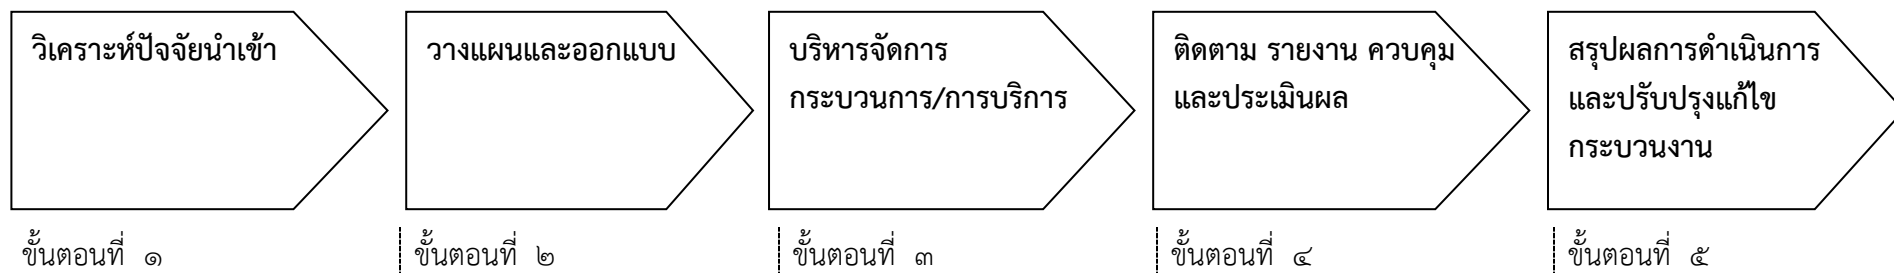 วิเคราะห์ปัจจัยนำเข้า
วางแผนและออกแบบ
บริหารจัดการ
กระบวนการ/การบริการ
ติดตาม รายงาน ควบคุม
และประเมินผล
สรุปผลการดำเนินการ
และปรับปรุงแก้ไข
กระบวนงาน
ขั้นตอนที่ ๑
ขั้นตอนที่ ๒
ขั้นตอนที่ ๓
ขั้นตอนที่ ๔
ขั้นตอนที่ ๕